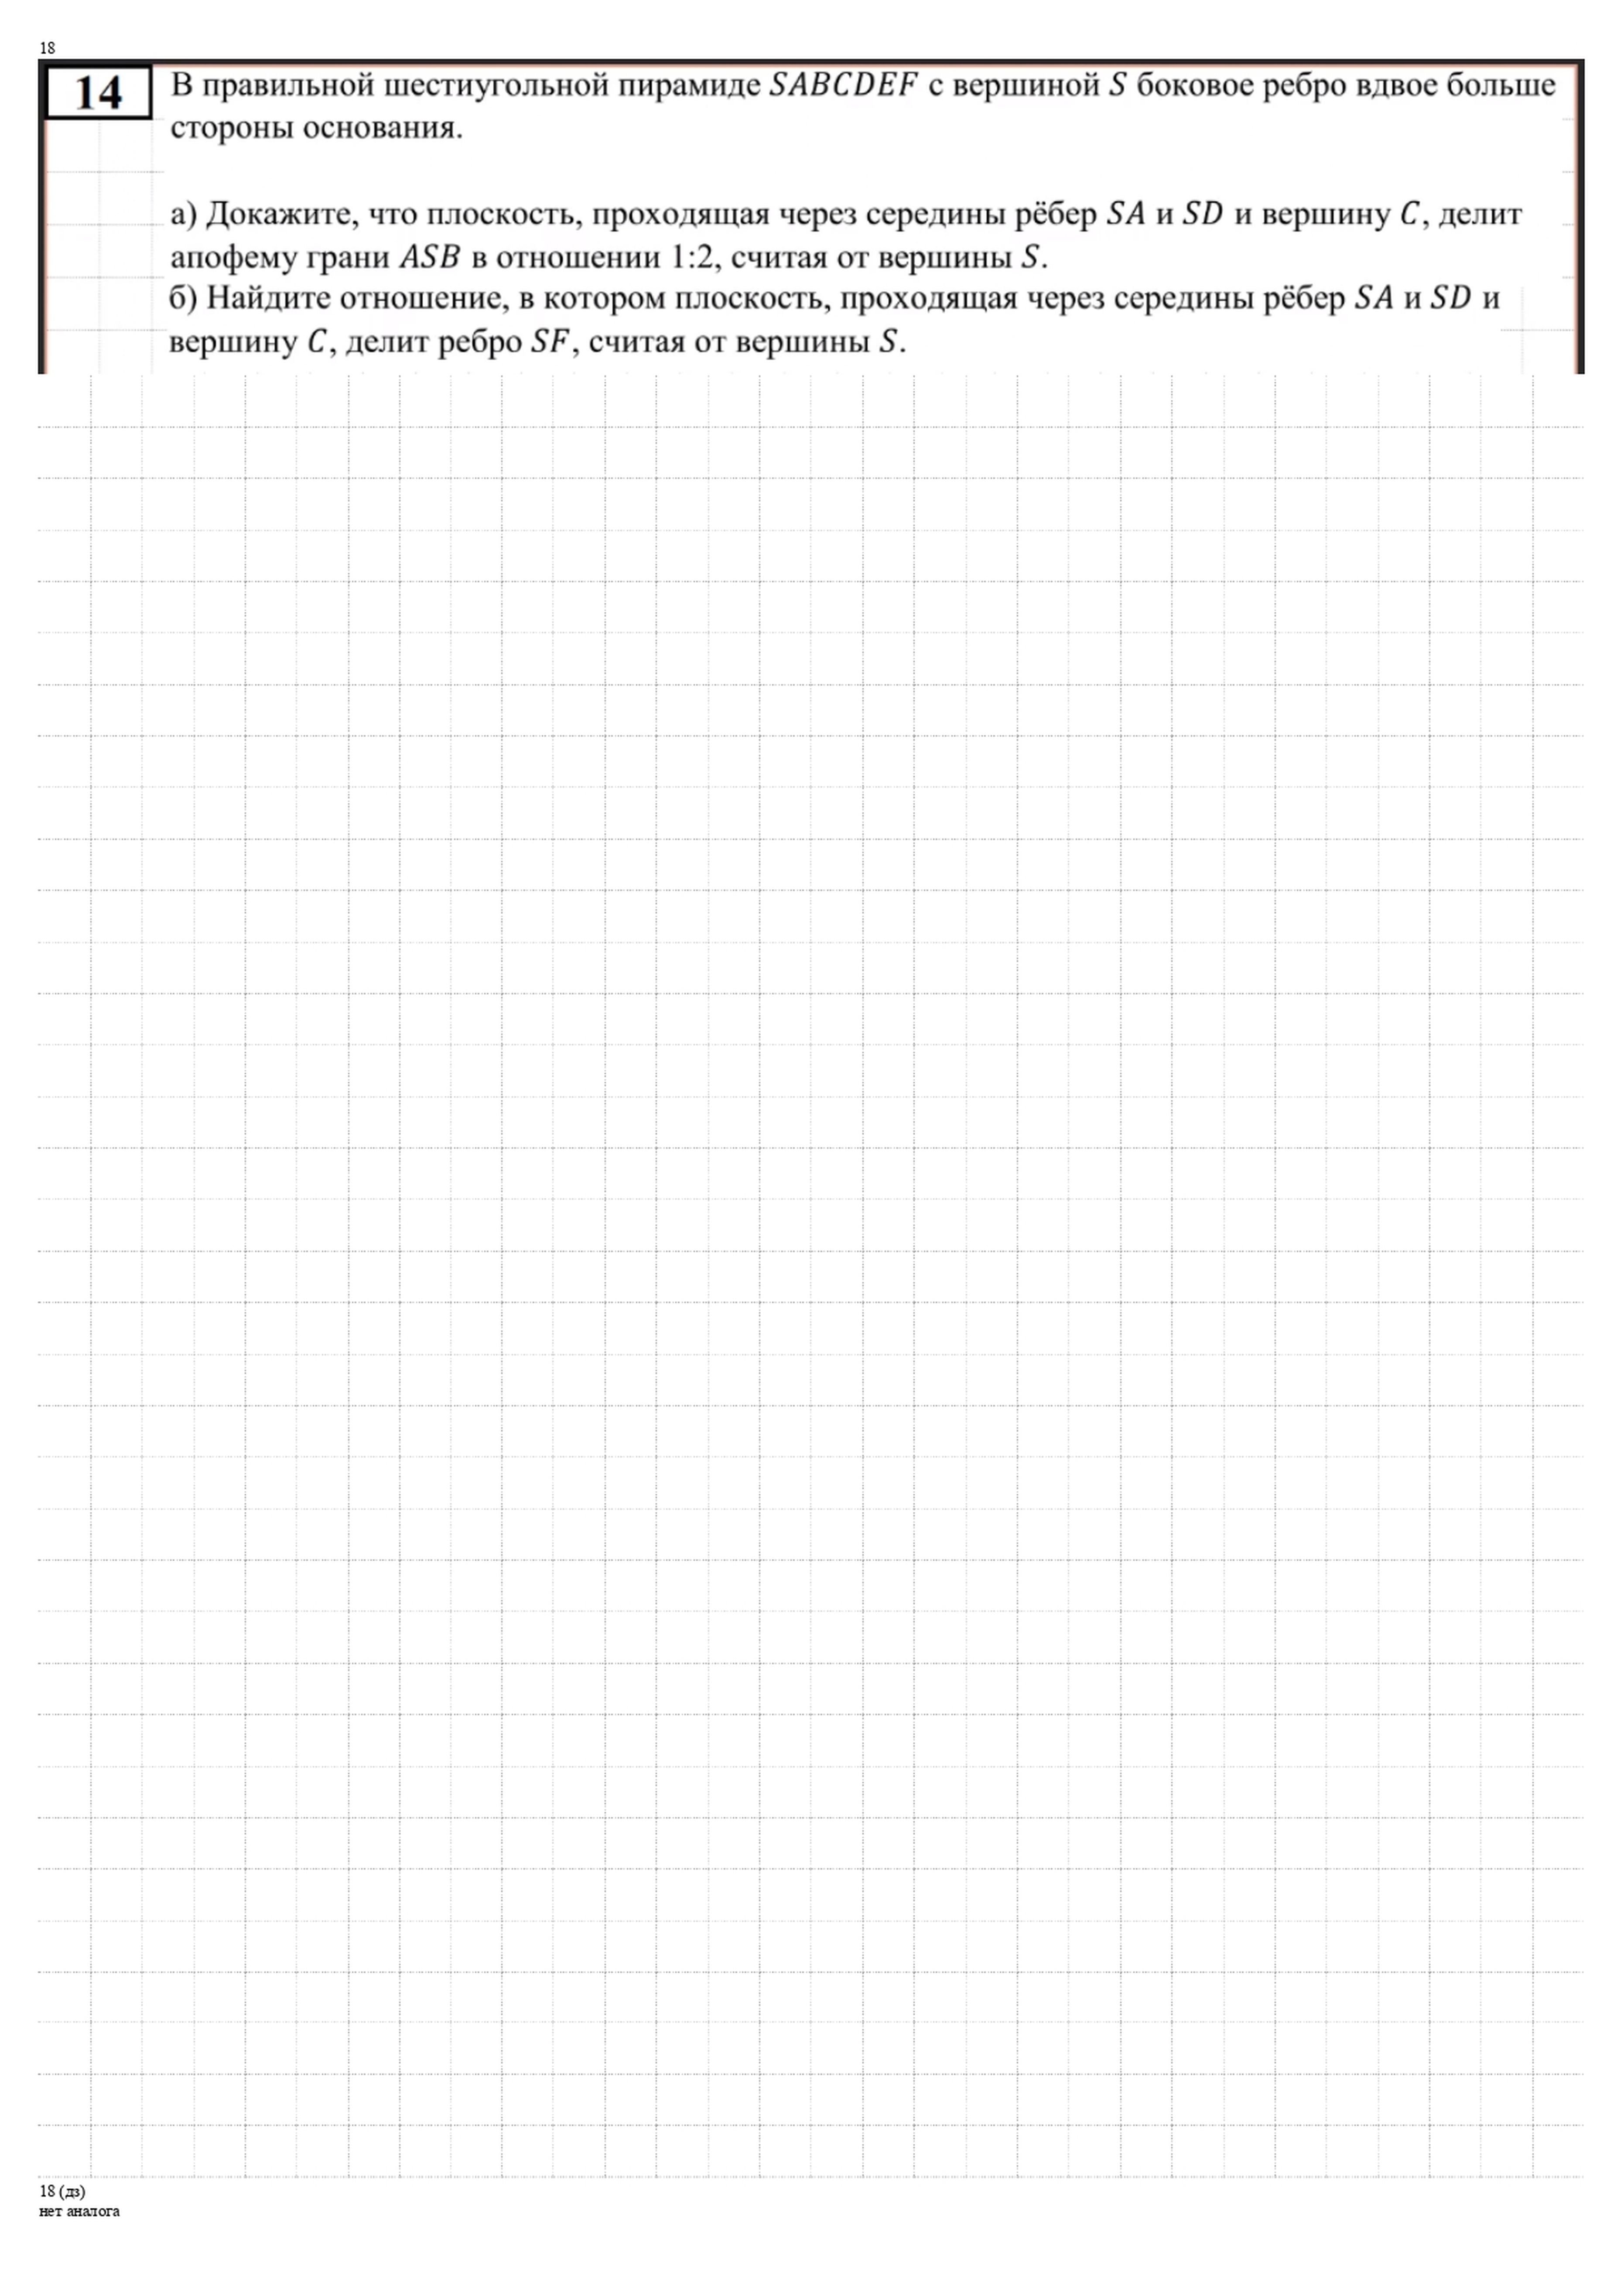 18
14
В правильной шестиугольной пирамиде SABCDEF с вершиной S боковое ребро вдвое больше
стороны основания.
а) Докажите, что плоскость, проходящая через середины рёбер SA и SD и вершину C, делит
апофему грани ASB в отношении 1:2, считая от вершины S.
б) Найдите отношение, в котором плоскость, проходящая через середины рёбер SA и SD и
вершину C, делит ребро SF, считая от вершины S.
18 (дз)
нет аналога